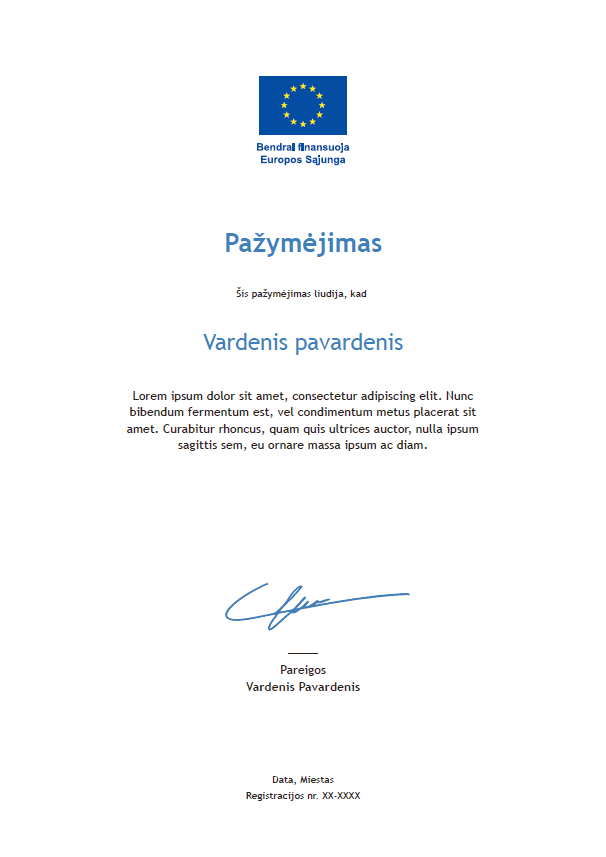 Bendrai finansuoja
Europos Sąjunga
Pažymėjimas
Šis pažymėjimas liudija, kad
Vardenis pavardenis
Lorem ipsum dolor sit amet, consectetur adipiscing elit. Nunc
bibendum fermentum est, vel condimentum metus placerat sit
amet. Curabitur rhoncus, quam quis ultrices auctor, nulla ipsum
sagittis sem, eu ornare massa ipsum ac diam.
Pareigos
Vardenis Pavardenis
Data, Miestas
Registracijos nr. XX-XXXX